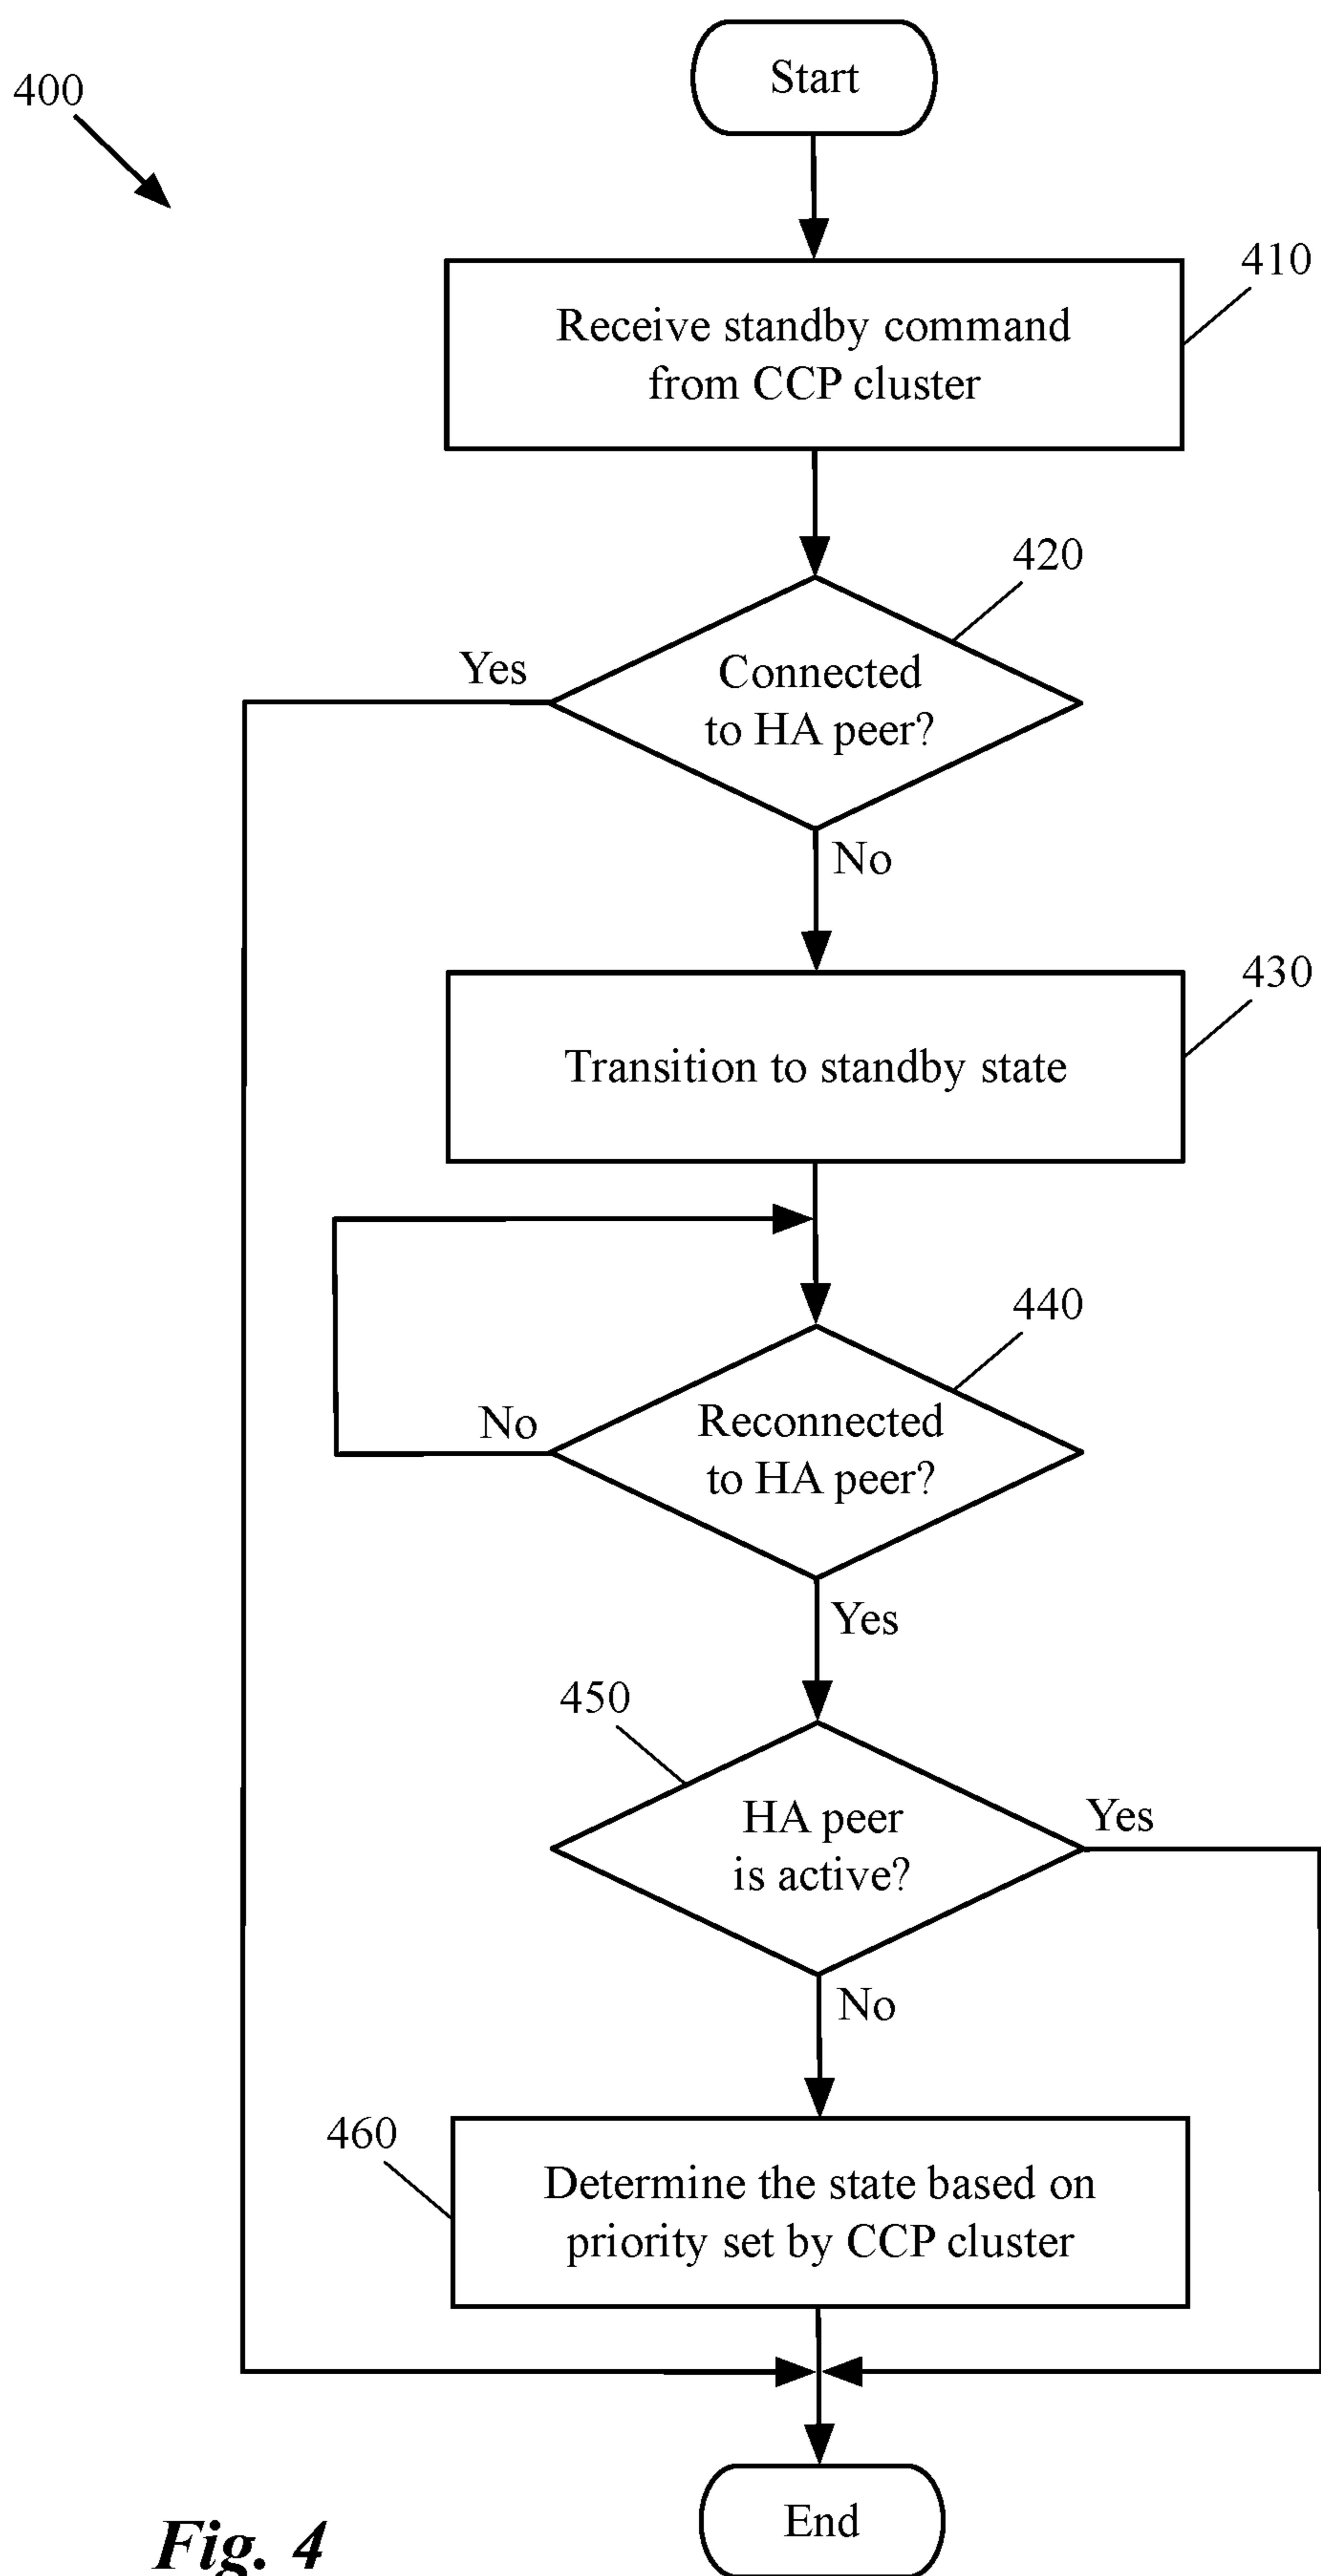 Start
400
410
Receive standby command
from CCP cluster
420
Yes
Connected
to HA peer?
No
430
Transition to standby state
440
No
Reconnected
to HA peer?
Yes
450
HA peer
is active?
Yes
No
460
Determine the state based on
priority set by CCP cluster
End
Fig. 4